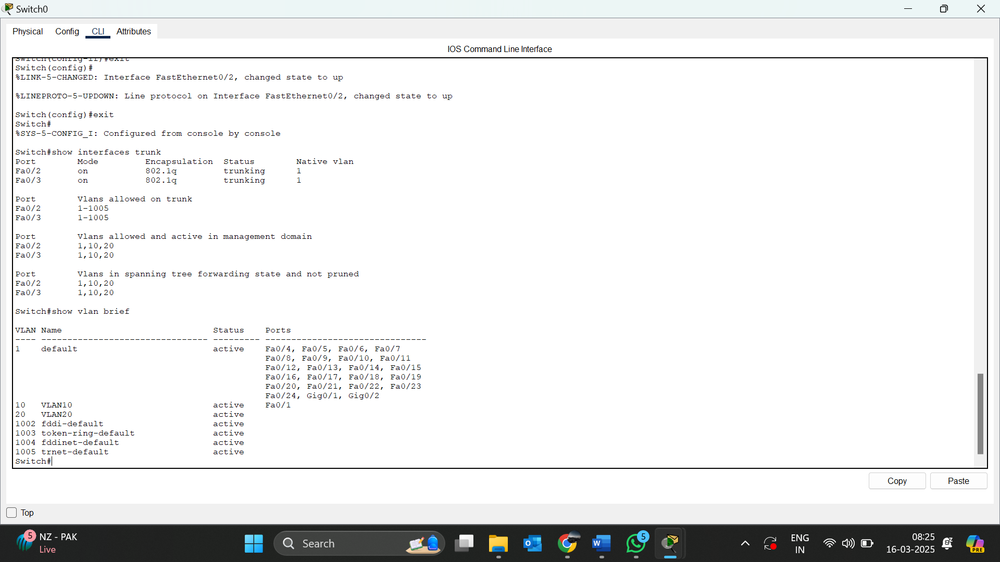 Switch0
Physical Config CLI Attributes
IOS Command Line Interface
Switch(config-if)#exit
Switch(config)#
%LINK-5-CHANGED: Interface FastEthernet0/2, changed state to up
%LINEPROTO-5-UPDOWN: Line protocol on Interface FastEthernet0/2, changed state to up
Switch(config)#exit
Switch#
%SYS-5-CONFIG_I: Configured from console by console
Switch#show interfaces trunk
Port Mode Encapsulation Status Native vlan
Fa0/2 on 802.1q trunking 1
Fa0/3 on 802.1q trunking 1
Port Vlans allowed on trunk
Fa0/2 1-1005
Fa0/3 1-1005
Port Vlans allowed and active in management domain
Fa0/2 1,10,20
Fa0/3 1,10,20
Port Vlans in spanning tree forwarding state and not pruned
Fa0/2 1,10,20
Fa0/3 1,10,20
Switch#show vlan brief
VLAN Name Status Ports
---- -------------------------------- --------- -------------------------------
1 default active Fa0/4, Fa0/5, Fa0/6, Fa0/7
Fa0/8, Fa0/9, Fa0/10, Fa0/11
Fa0/12, Fa0/13, Fa0/14, Fa0/15
Fa0/16, Fa0/17, Fa0/18, Fa0/19
Fa0/20, Fa0/21, Fa0/22, Fa0/23
Fa0/24, Gig0/1, Gig0/2
10 VLAN10 active Fa0/1
20 VLAN20 active
1002 fddi-default active
1003 token-ring-default active
1004 fddinet-default active
1005 trnet-default active
Switch#
Copy Paste
Top
5 NZ - PAK
Live
Search
5
ENG
IN
08:25
16-03-2025
PRE